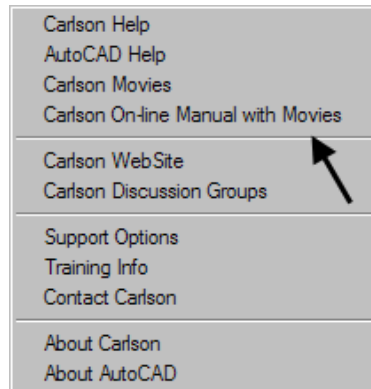 Carlson Help
AutoCAD Help
Carlson Movies
Carlson On-line Manual with Movies
Carlson WebSite
Carlson Discussion Groups
Support Options
Training Info
Contact Carlson
About Carlson
About AutoCAD